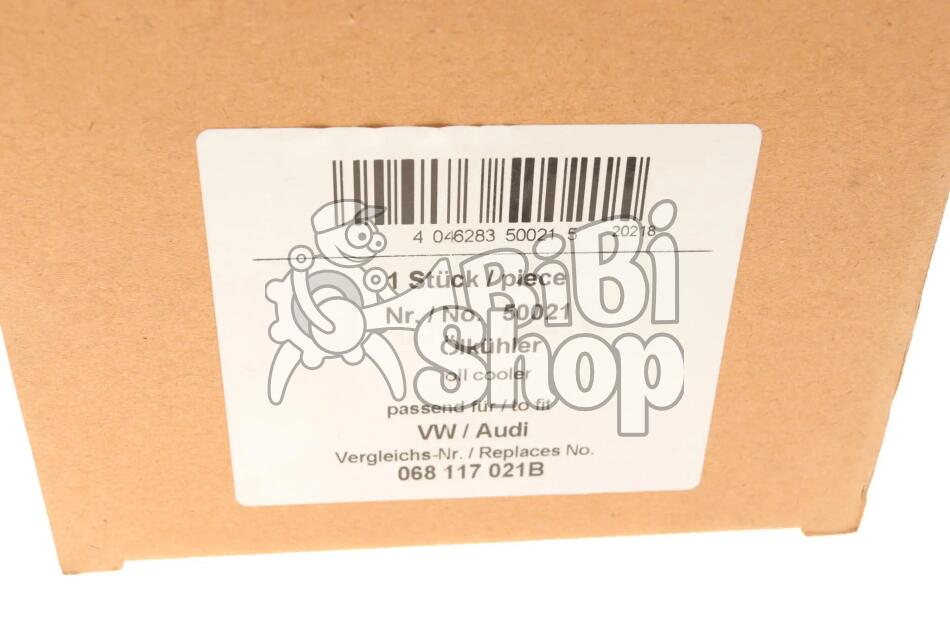 4 046283 50021 5 20218
1 Stück / piece
Nr. / No. 50021
Ölkühler
oil cooler
passend für / to fit
VW / Audi
Vergleichs-Nr. / Replaces No.
068 117 021B
BiBi
Shop